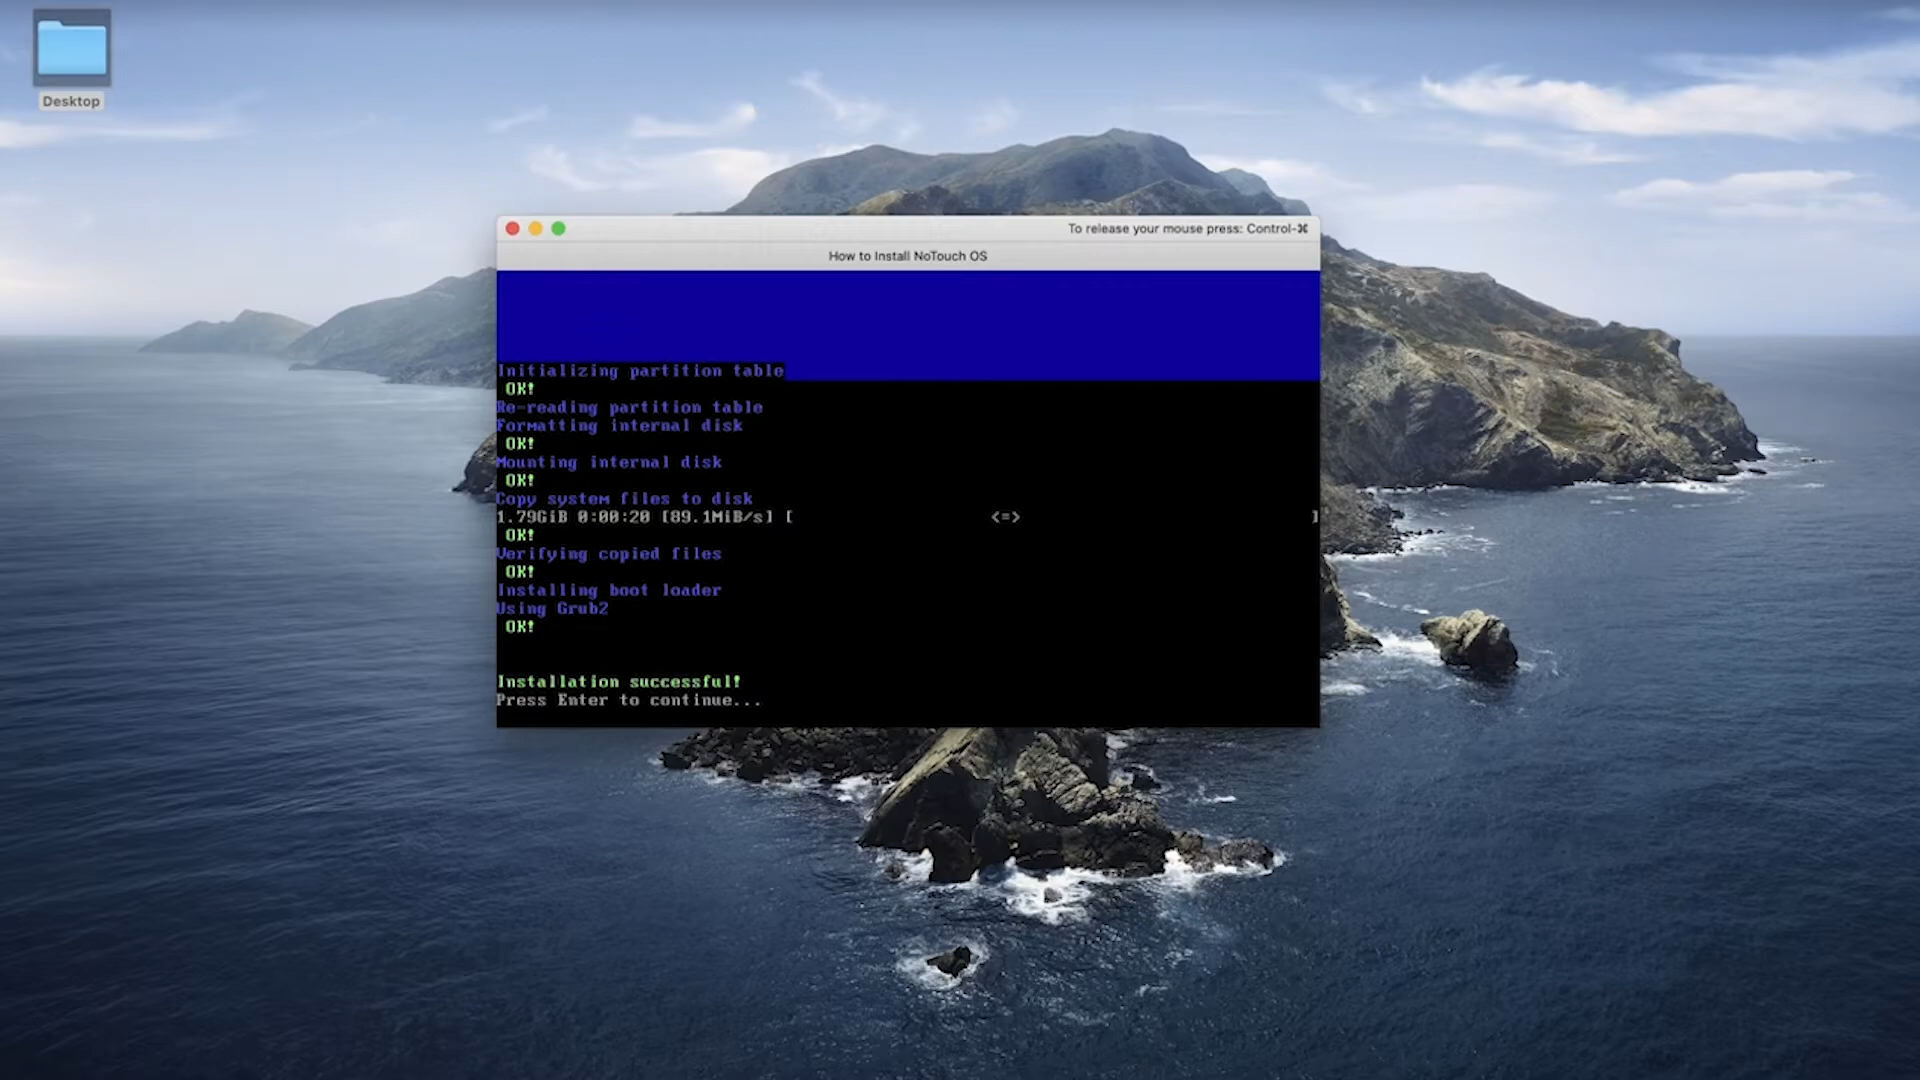 Desktop
To release your mouse press: Control-⌘
How to Install NoTouch OS
Initializing partition table
OK!
Re-reading partition table
Formatting internal disk
OK!
Mounting internal disk
OK!
Copy system files to disk
1.79GiB 0:00:20 [89.1MiB/s] [ <=> ]
OK!
Verifying copied files
OK!
Installing boot loader
Using Grub2
OK!
Installation successful!
Press Enter to continue...